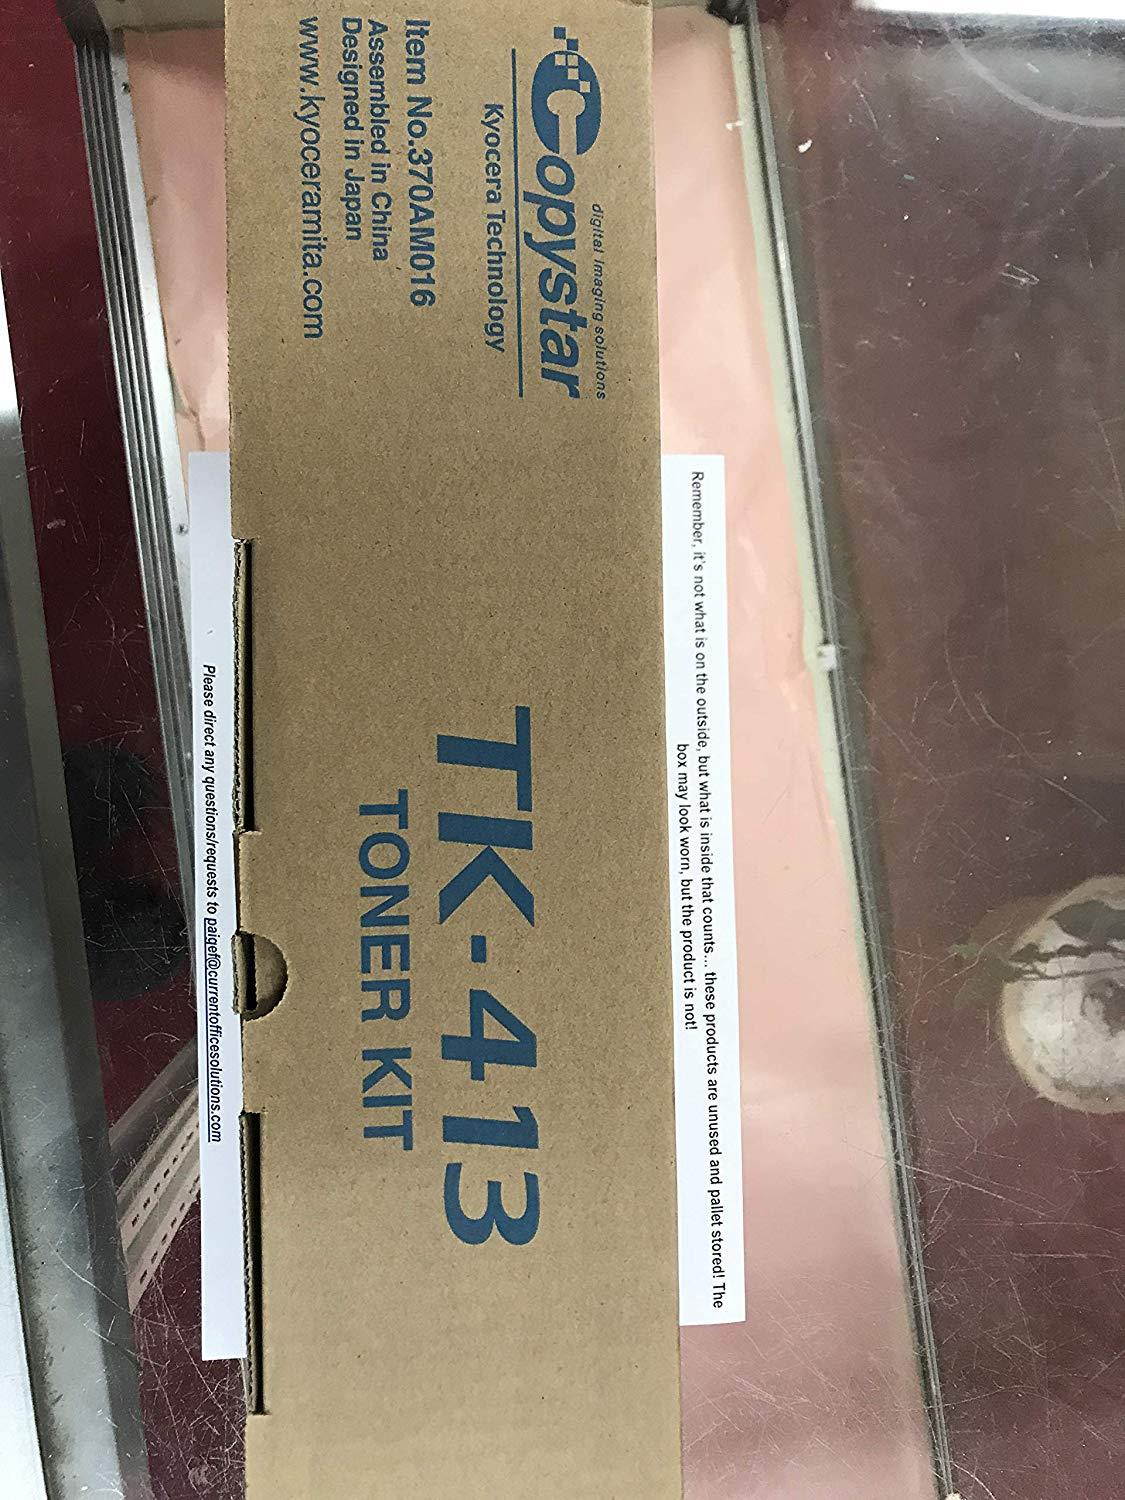 Remember, it's not what is on the outside, but what is inside that counts... these products are unused and pallet stored! The
box may look worn, but the product is not!
digital imaging solutions
Copystar
Kyocera Technology
Item No.370AM016
Assembled in China
Designed in Japan
www.kyoceramita.com
TK-413
TONER KIT
Please direct any questions/requests to paigef@currentofficesolutions.com